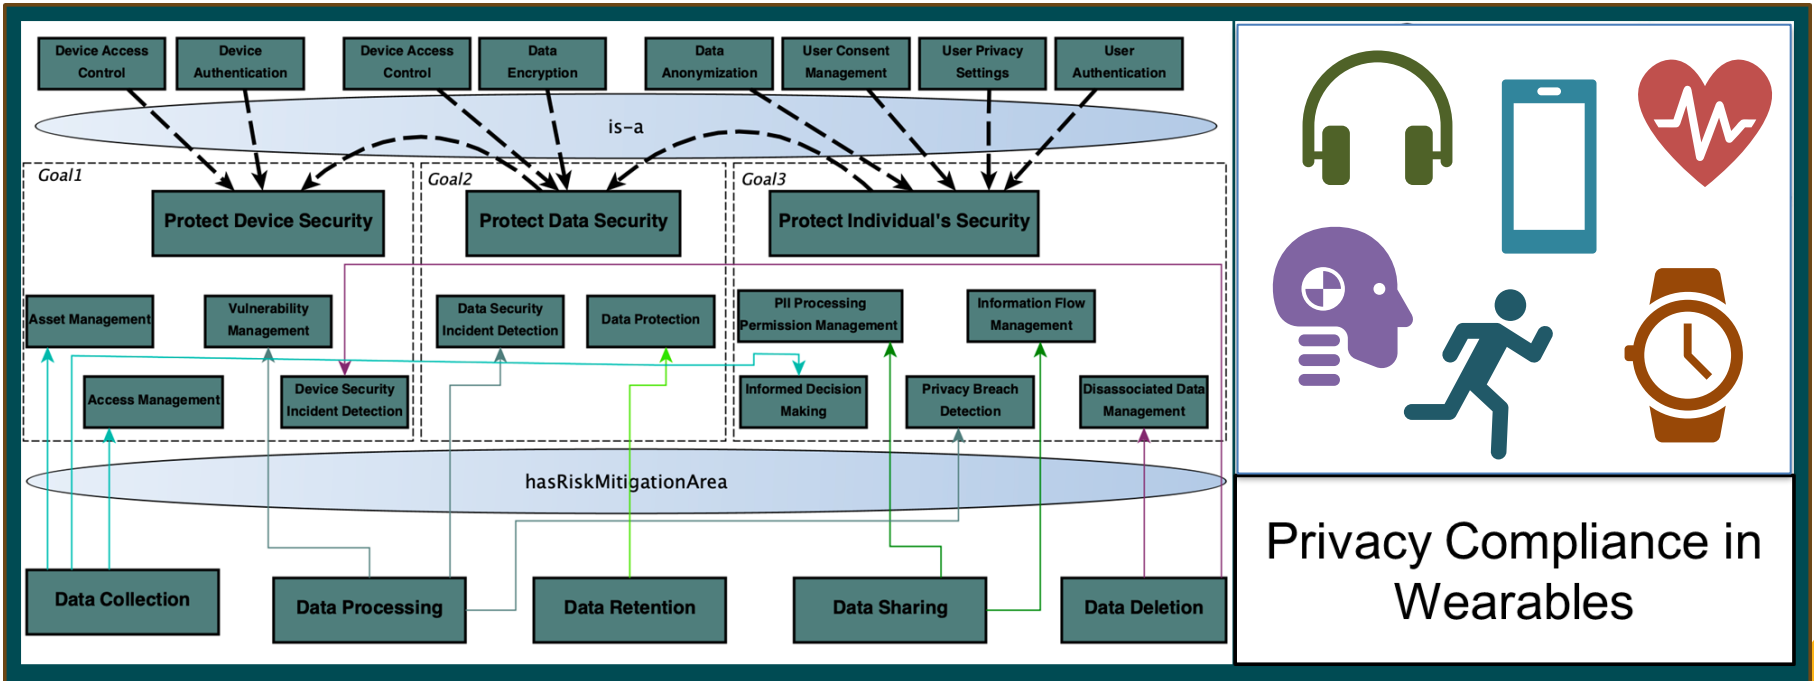 Device Access
Control
Device
Authentication
Device Access
Control
Data
Encryption
Data
Anonymization
User Consent
Management
User Privacy
Settings
User
Authentication
is-a
Goal1
Goal2
Goal3
Protect Device Security
Protect Data Security
Protect Individual's Security
Asset Management
Vulnerability
Management
Data Security
Incident Detection
Data Protection
PII Processing
Permission Management
Information Flow
Management
Access Management
Device Security
Incident Detection
Informed Decision
Making
Privacy Breach
Detection
Disassociated Data
Management
hasRiskMitigationArea
Data Collection
Data Processing
Data Retention
Data Sharing
Data Deletion
Privacy Compliance in
Wearables